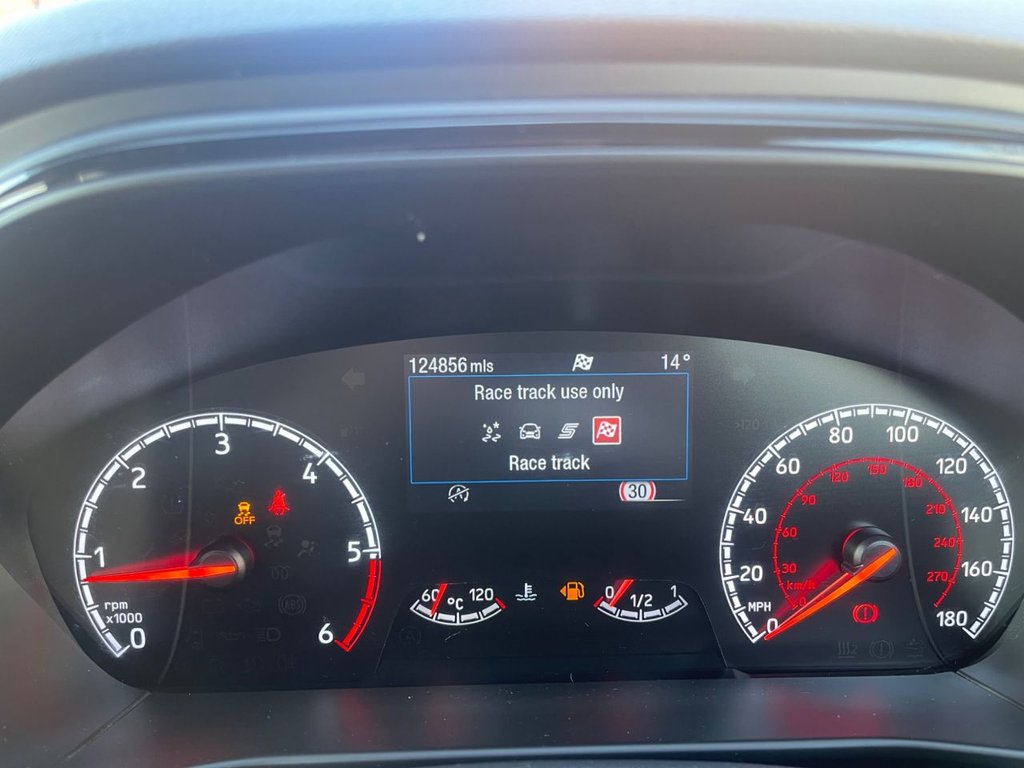 124856 mls 14°
Race track use only
S
Race track
30
0 1 2 3 4 5 6
rpm
x1000
OFF
ABS
60 °C 120
0 1/2 1
0 20 40 60 80 100 120 140 160 180
MPH
30 60 90 120 150 180 210 240 270
km/h